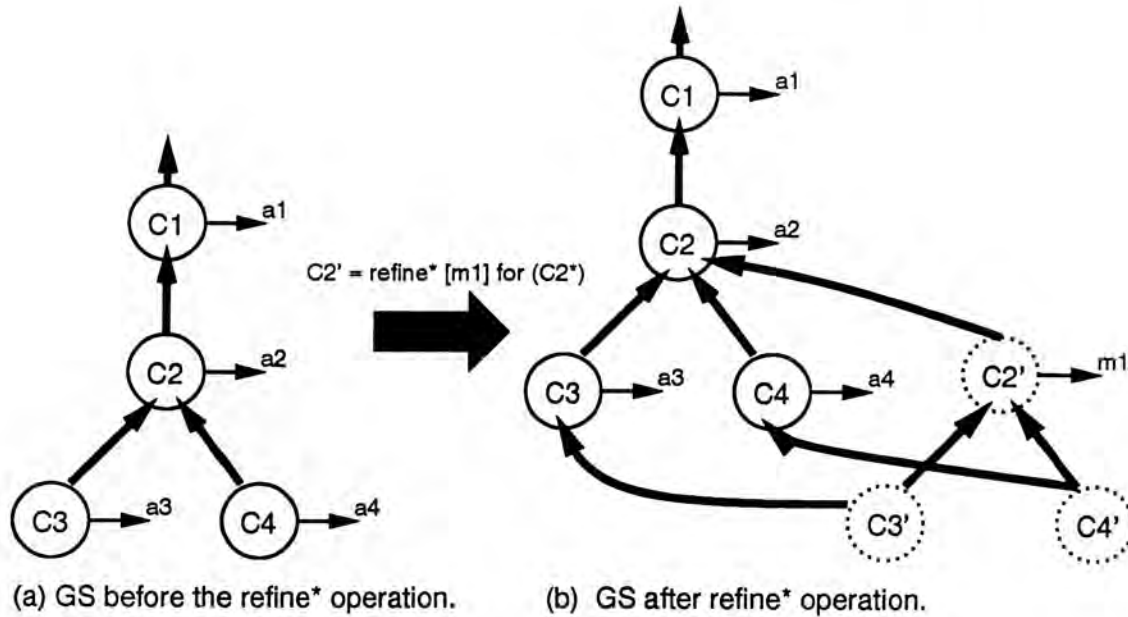 C1
a1
C2
a2
C3
a3
C4
a4
C2' = refine* [m1] for (C2*)
C1
a1
C2
a2
C3
a3
C4
a4
C2'
m1
C3'
C4'
(a) GS before the refine* operation.
(b) GS after refine* operation.